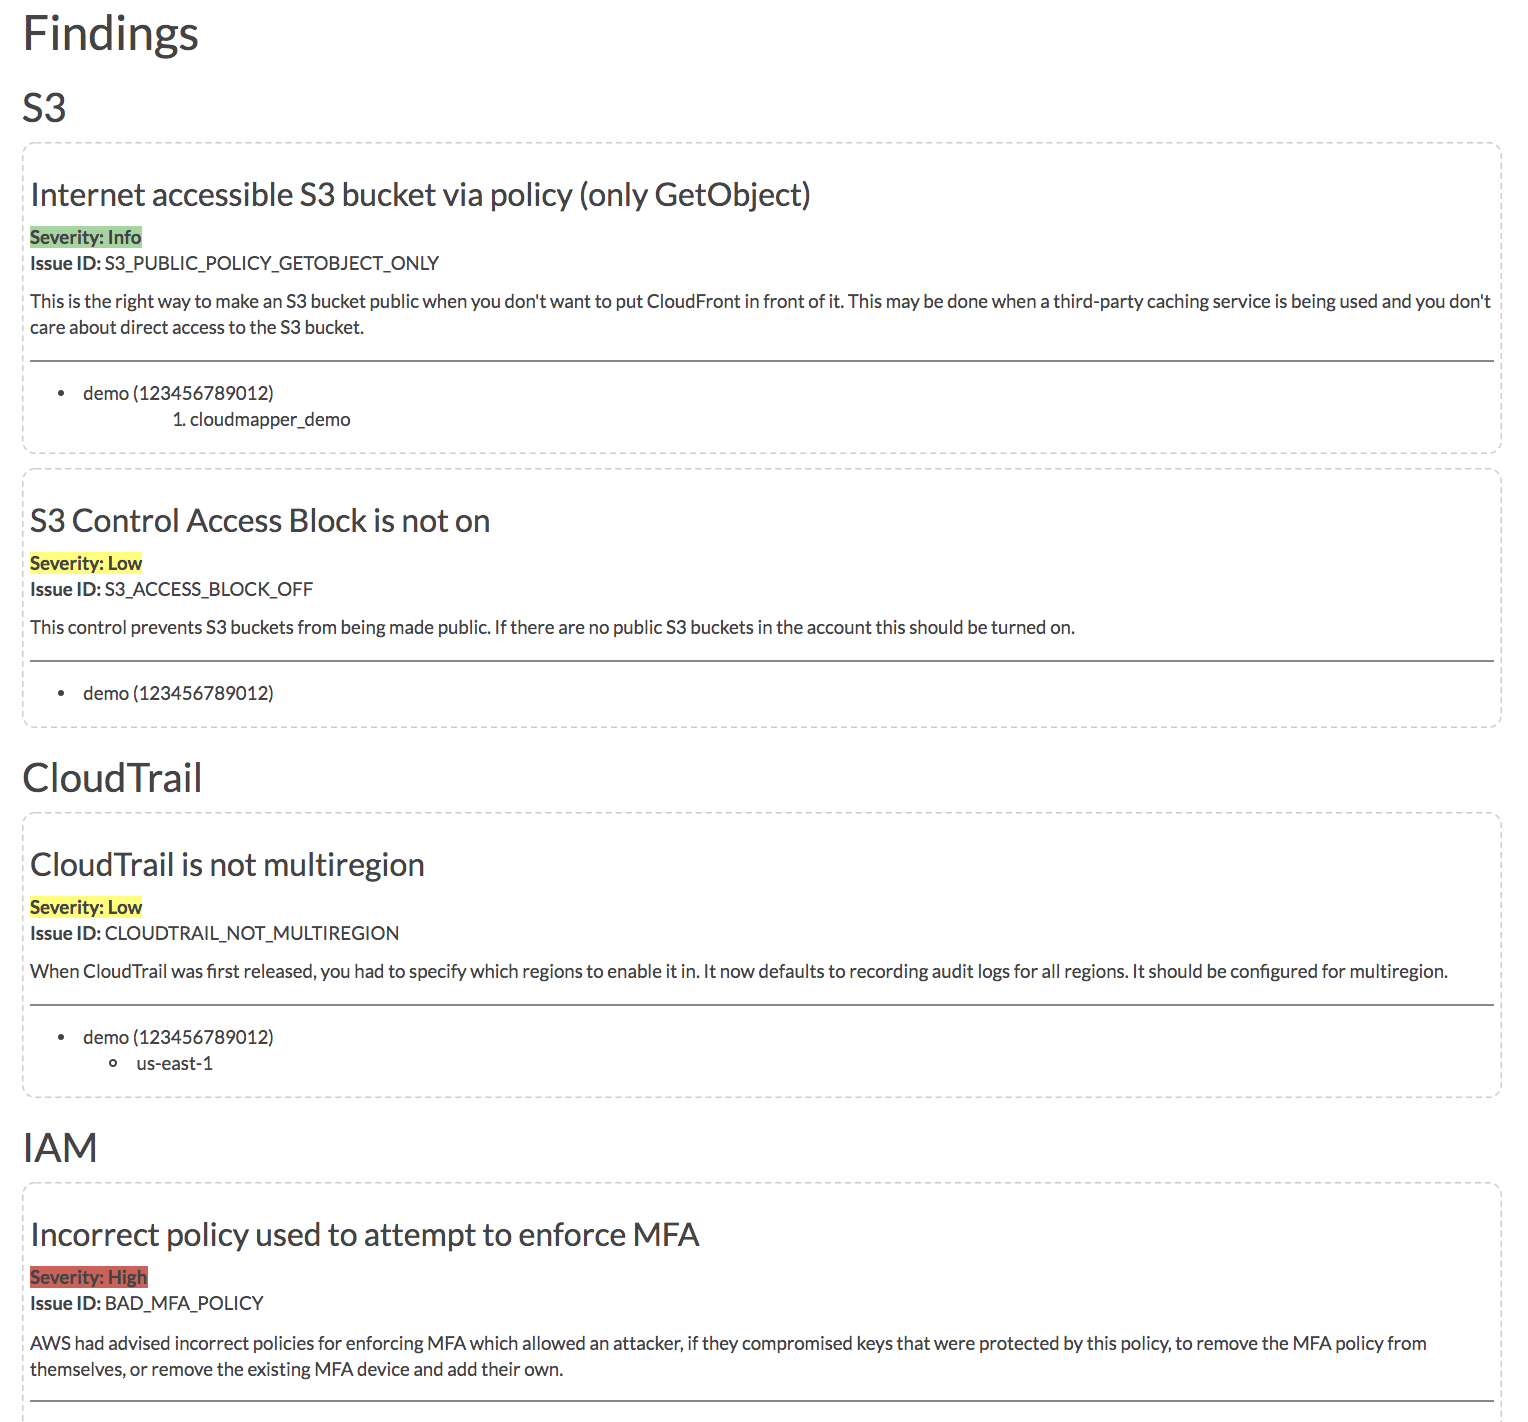 Findings
S3
Internet accessible S3 bucket via policy (only GetObject)
Severity: Info
Issue ID: S3_PUBLIC_POLICY_GETOBJECT_ONLY
This is the right way to make an S3 bucket public when you don't want to put CloudFront in front of it. This may be done when a third-party caching service is being used and you don't
care about direct access to the S3 bucket.
• demo (123456789012)
1. cloudmapper_demo
S3 Control Access Block is not on
Severity: Low
Issue ID: S3_ACCESS_BLOCK_OFF
This control prevents S3 buckets from being made public. If there are no public S3 buckets in the account this should be turned on.
• demo (123456789012)
CloudTrail
CloudTrail is not multiregion
Severity: Low
Issue ID: CLOUDTRAIL_NOT_MULTIREGION
When CloudTrail was first released, you had to specify which regions to enable it in. It now defaults to recording audit logs for all regions. It should be configured for multiregion.
• demo (123456789012)
◦ us-east-1
IAM
Incorrect policy used to attempt to enforce MFA
Severity: High
Issue ID: BAD_MFA_POLICY
AWS had advised incorrect policies for enforcing MFA which allowed an attacker, if they compromised keys that were protected by this policy, to remove the MFA policy from
themselves, or remove the existing MFA device and add their own.